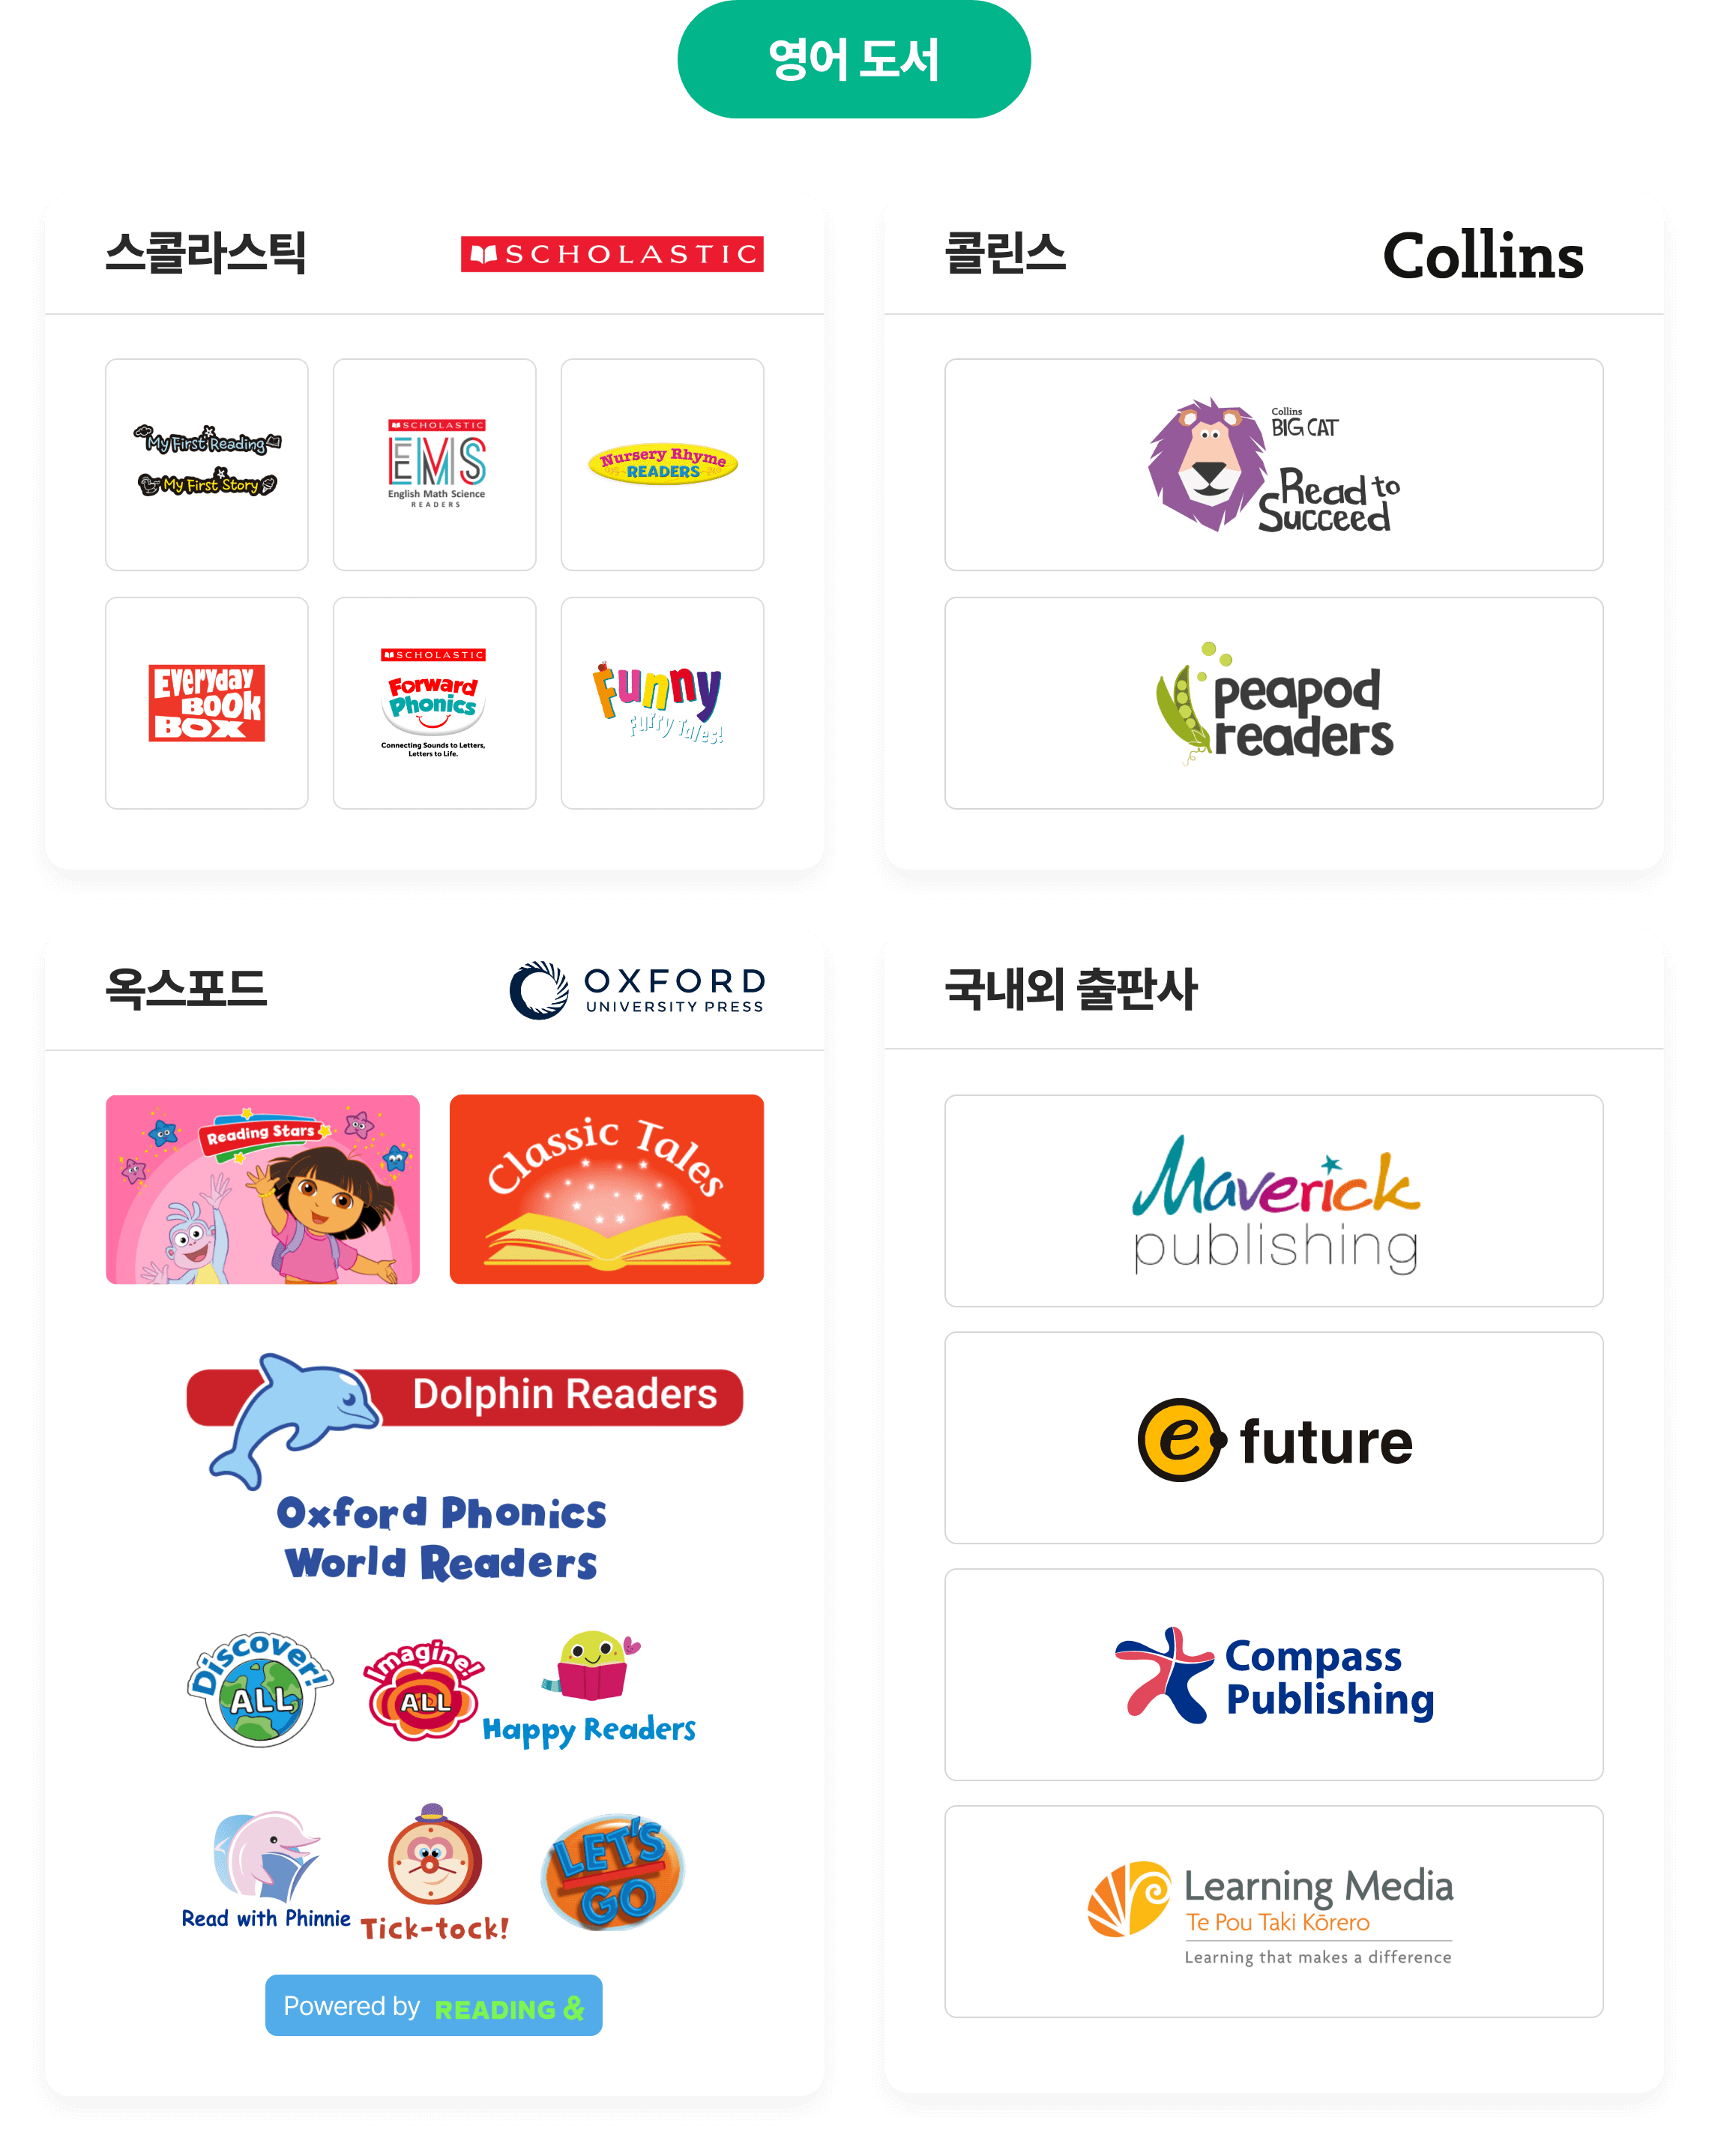 영어 도서
스콜라스틱
SCHOLASTIC
My First Reading
My First Story
SCHOLASTIC
EMS
English Math Science
READERS
Nursery Rhyme
READERS
EVERYDAY
BOOK
BOX
SCHOLASTIC
Forward
Phonics
Connecting Sounds to Letters,
Letters to Life.
Funny
Furry Tales!
콜린스
Collins
Collins
BIG CAT
Read to
Succeed
peapod
readers
옥스포드
OXFORD
UNIVERSITY PRESS
Reading Stars
Classic Tales
Dolphin Readers
Oxford Phonics
World Readers
Discover!
ALL
Imagine!
ALL
Happy Readers
Read with Phinnie
Tick-tock!
LET'S
GO
Powered by READING &
국내외 출판사
Maverick
publishing
e future
Compass
Publishing
Learning Media
Te Pou Taki Kōrero
Learning that makes a difference